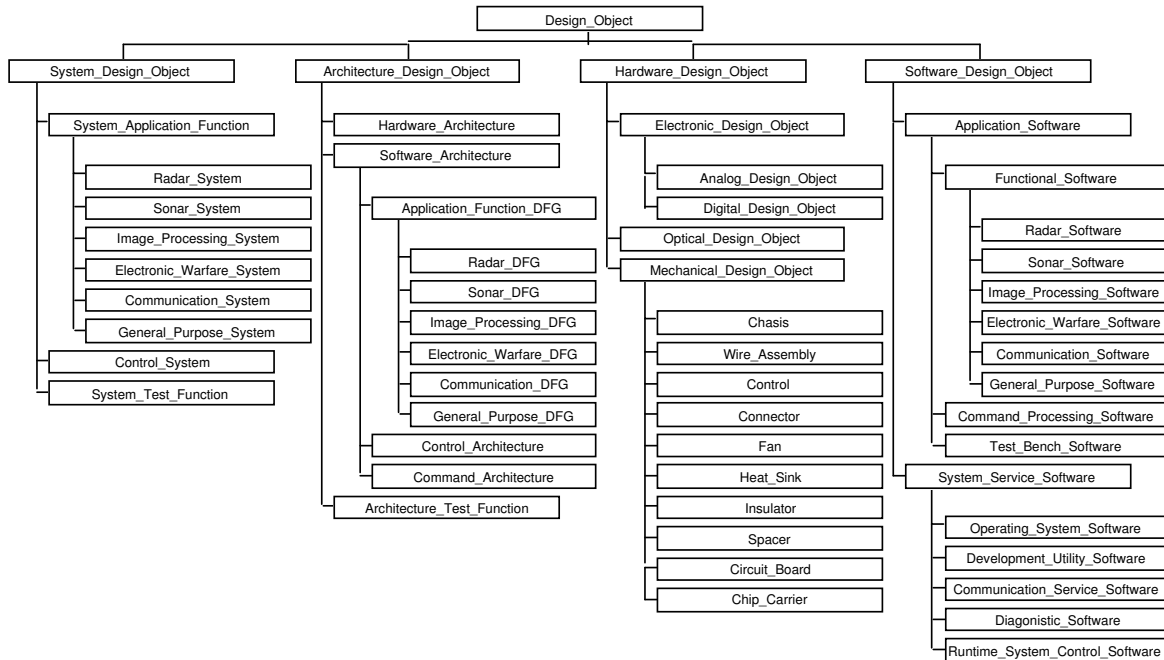 Design_Object
System_Design_Object
System_Application_Function
Radar_System
Sonar_System
Image_Processing_System
Electronic_Warfare_System
Communication_System
General_Purpose_System
Control_System
System_Test_Function
Architecture_Design_Object
Hardware_Architecture
Software_Architecture
Application_Function_DFG
Radar_DFG
Sonar_DFG
Image_Processing_DFG
Electronic_Warfare_DFG
Communication_DFG
General_Purpose_DFG
Control_Architecture
Command_Architecture
Architecture_Test_Function
Hardware_Design_Object
Electronic_Design_Object
Analog_Design_Object
Digital_Design_Object
Optical_Design_Object
Mechanical_Design_Object
Chasis
Wire_Assembly
Control
Connector
Fan
Heat_Sink
Insulator
Spacer
Circuit_Board
Chip_Carrier
Software_Design_Object
Application_Software
Functional_Software
Radar_Software
Sonar_Software
Image_Processing_Software
Electronic_Warfare_Software
Communication_Software
General_Purpose_Software
Command_Processing_Software
Test_Bench_Software
System_Service_Software
Operating_System_Software
Development_Utility_Software
Communication_Service_Software
Diagonistic_Software
Runtime_System_Control_Software